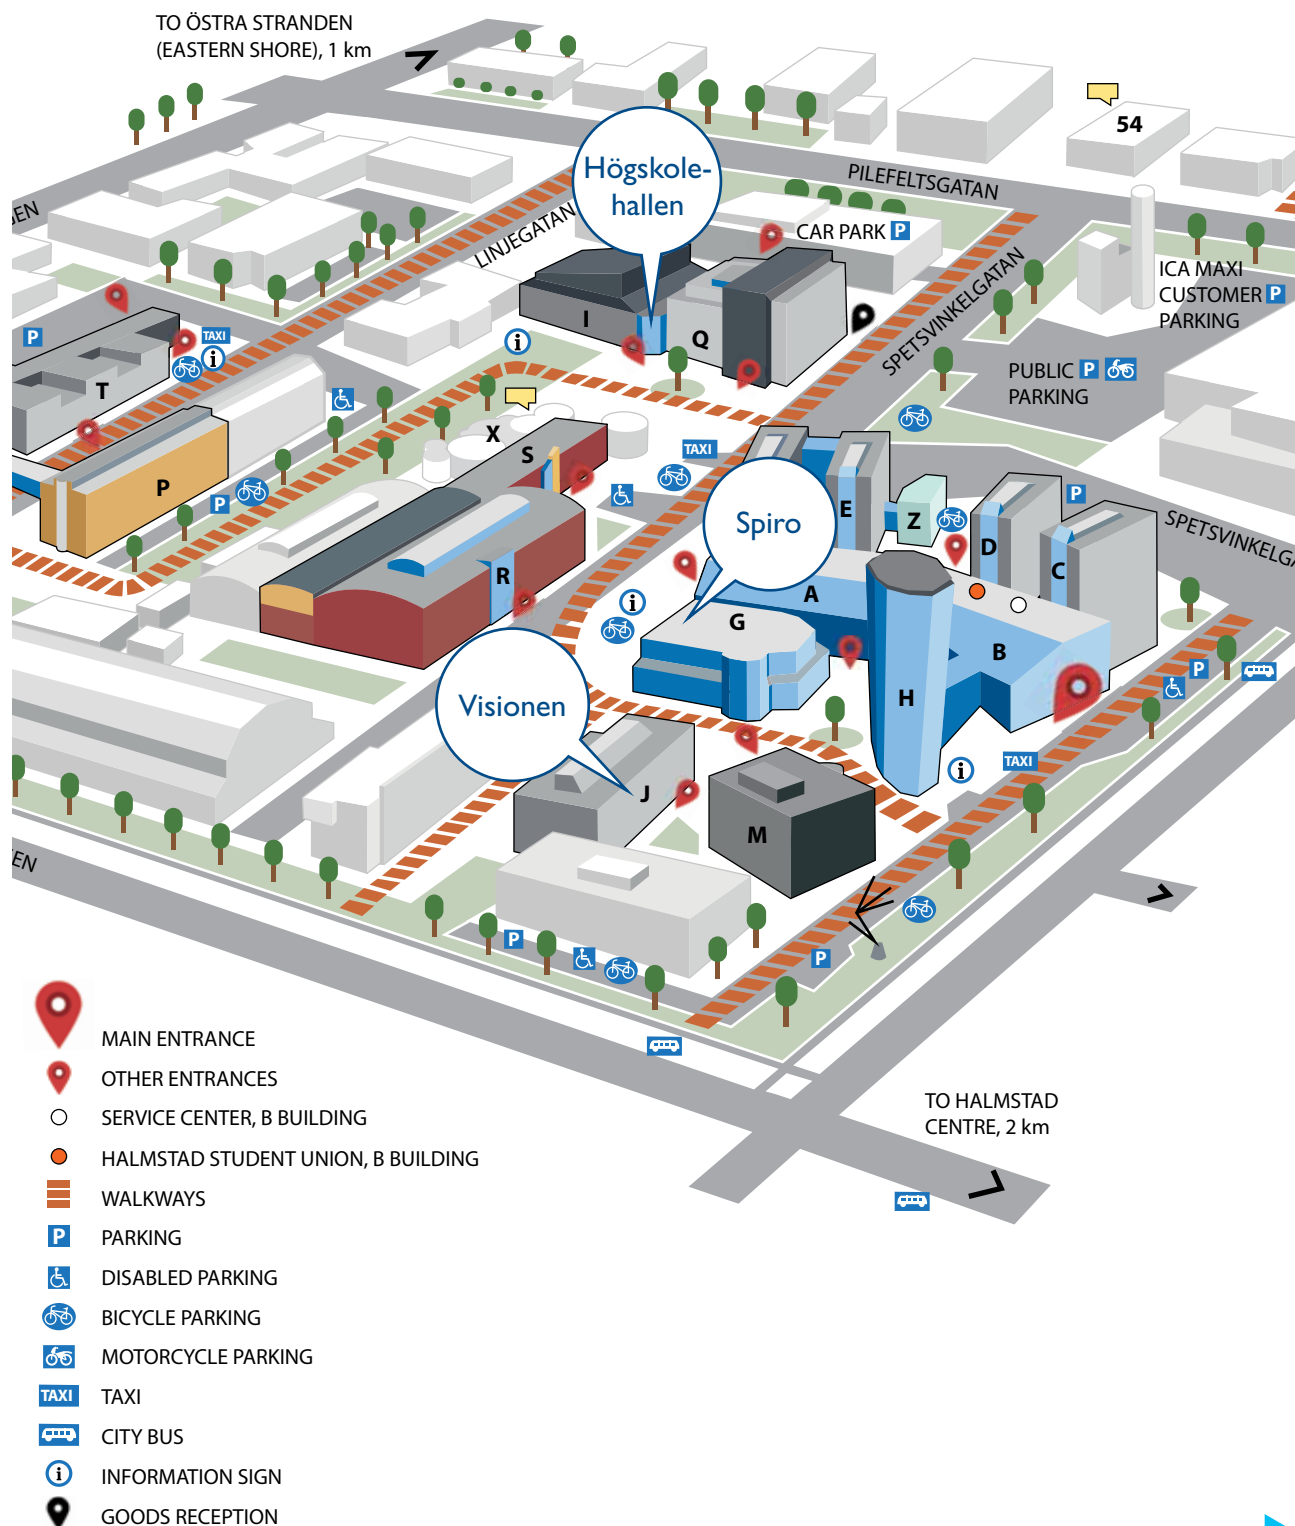 TO ÖSTRA STRANDEN
(EASTERN SHORE), 1 km
54
Högskole-
hallen
PILEFELTSGATAN
GEN
LINJEGATAN
CAR PARK P
SPETSVINKELGATAN
ICA MAXI
CUSTOMER P
PARKING
I
Q
P
TAXI
i
i
T
PUBLIC P
PARKING
X
S
TAXI
P
P
E
Z
P
Spiro
D
C
SPETSVINKELGA
R
i
A
G
B
P
Visionen
H
i
TAXI
J
M
KEN
P
P
MAIN ENTRANCE
OTHER ENTRANCES
SERVICE CENTER, B BUILDING
HALMSTAD STUDENT UNION, B BUILDING
WALKWAYS
P PARKING
DISABLED PARKING
BICYCLE PARKING
MOTORCYCLE PARKING
TAXI TAXI
CITY BUS
i INFORMATION SIGN
GOODS RECEPTION
TO HALMSTAD
CENTRE, 2 km